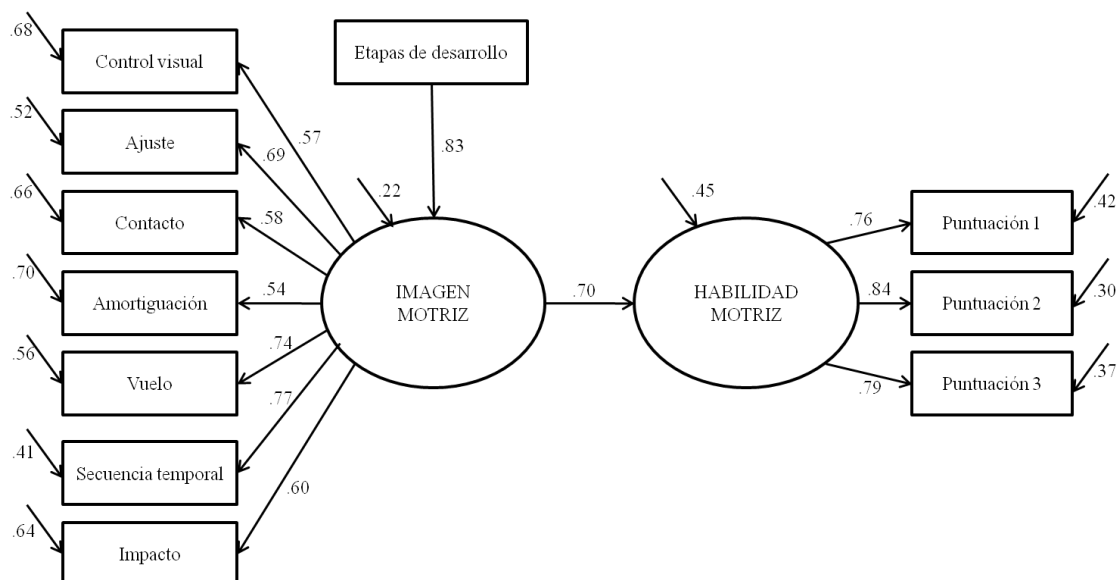 .68
Control visual
Etapas de desarrollo
.52
Ajuste
.57
.83
.69
.66
Contacto
.58
.22
.45
.76
Puntuación 1
.42
.70
Amortiguación
.54
IMAGEN
MOTRIZ
.70
HABILIDAD
MOTRIZ
.84
Puntuación 2
.30
.56
Vuelo
.74
.79
Puntuación 3
.37
.77
.41
Secuencia temporal
.60
.64
Impacto